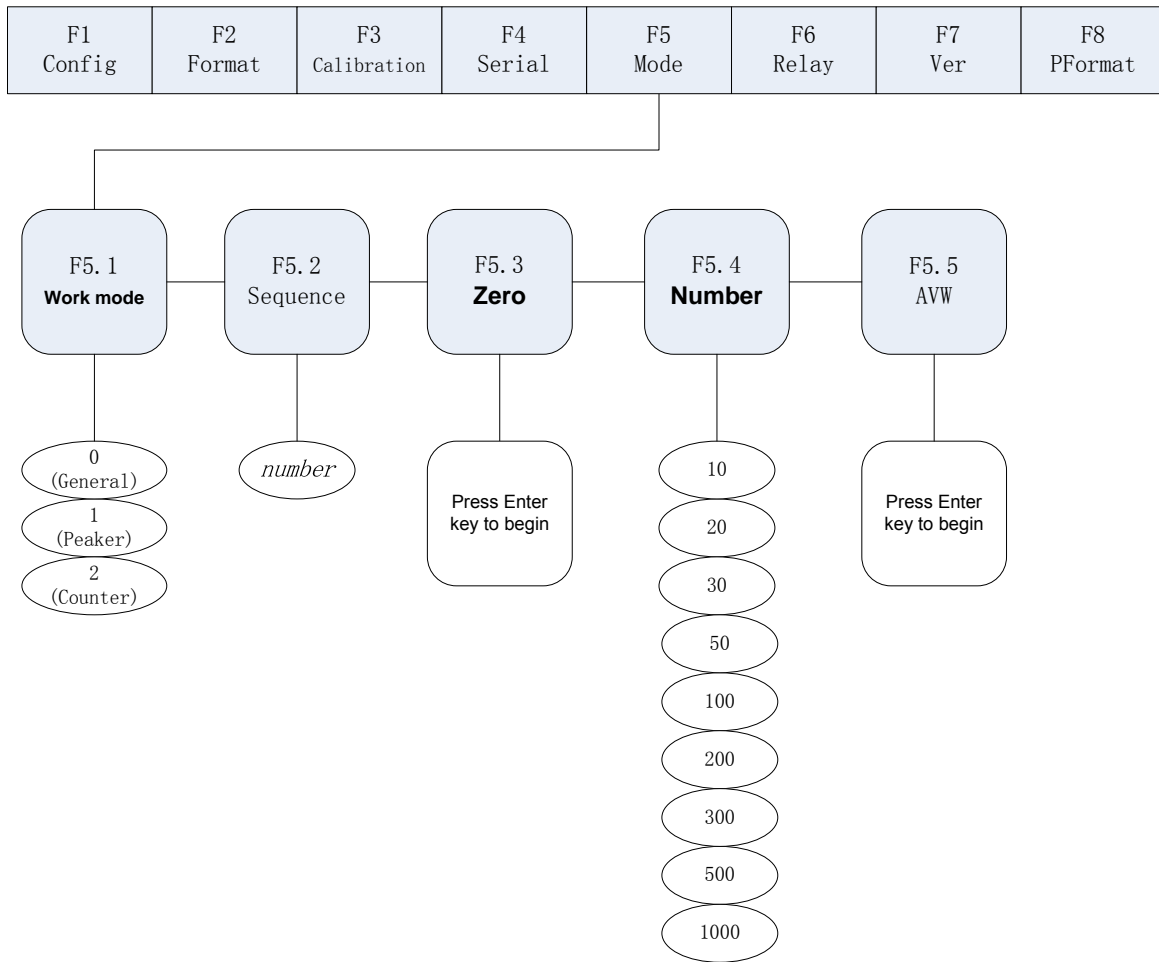 F1
Config
F2
Format
F3
Calibration
F4
Serial
F5
Mode
F6
Relay
F7
Ver
F8
PFormat
F5.1
Work mode
F5.2
Sequence
F5.3
Zero
F5.4
Number
F5.5
AVW
0
(General)
1
(Peaker)
2
(Counter)
number
Press Enter
key to begin
10
20
30
50
100
200
300
500
1000
Press Enter
key to begin